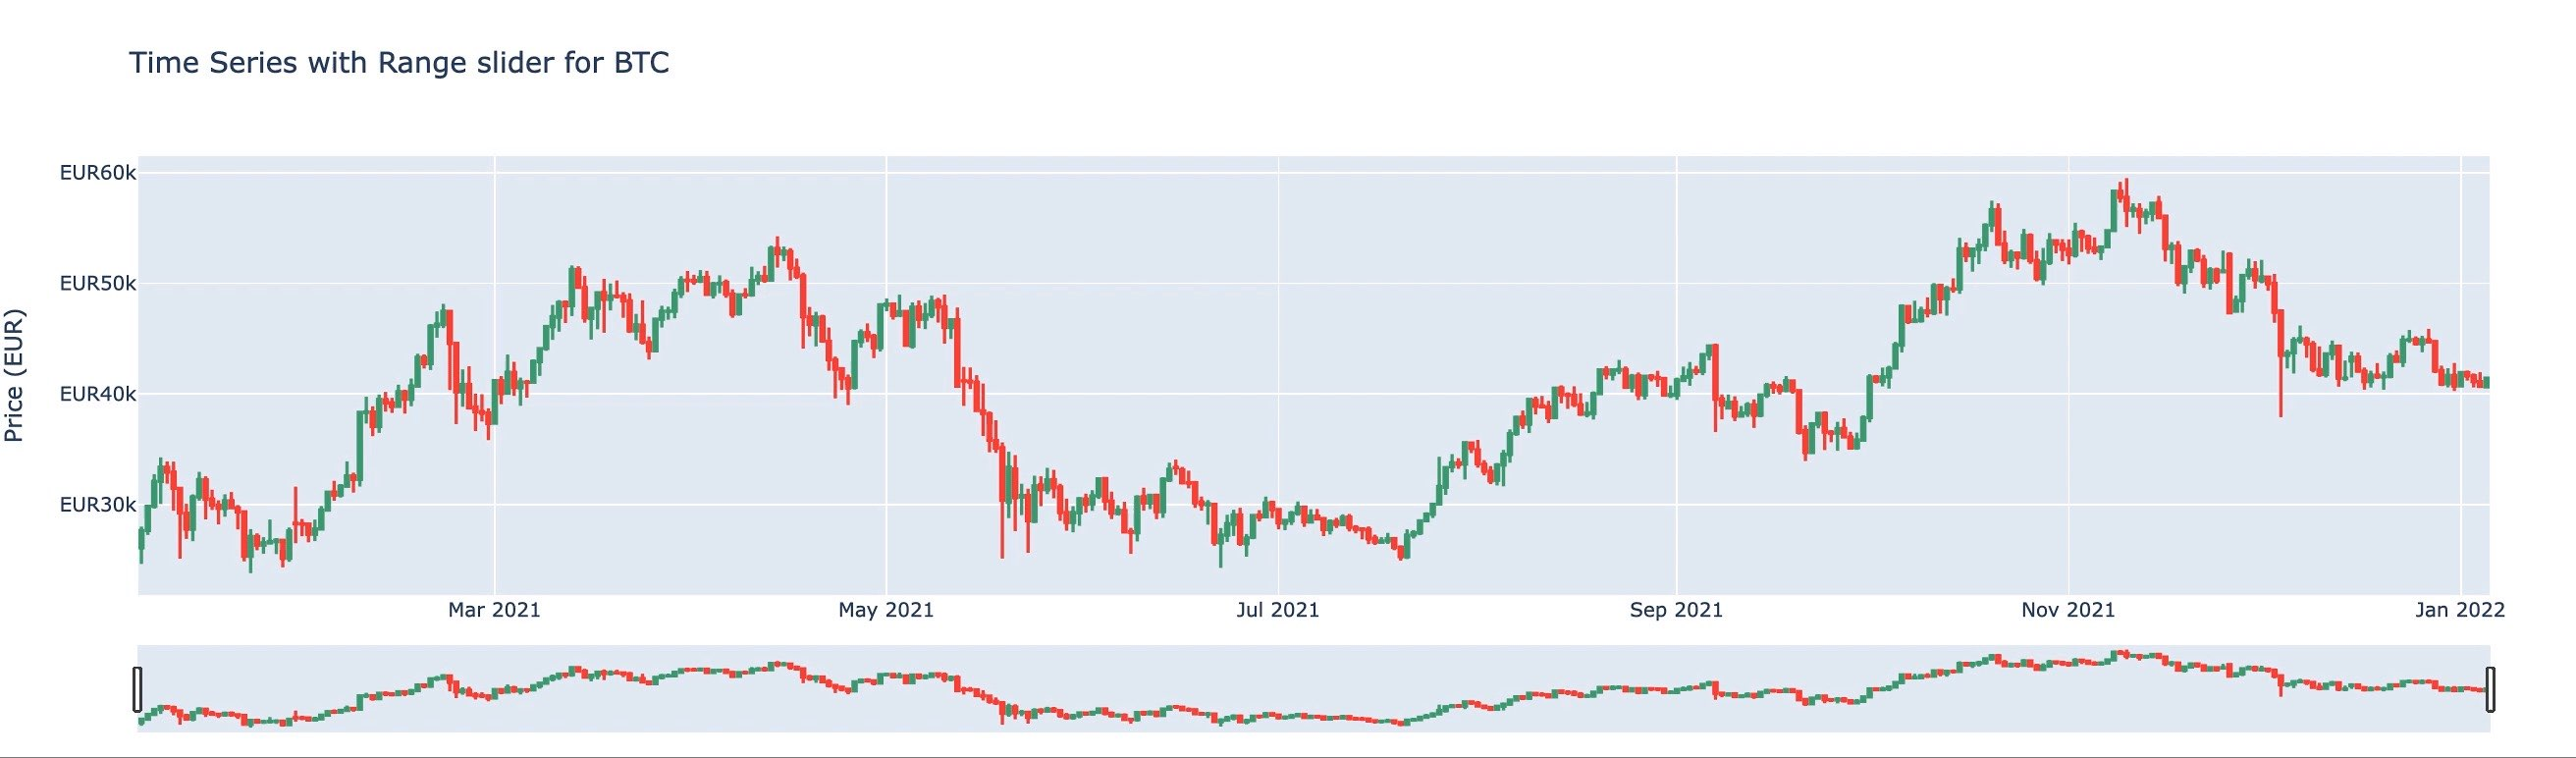 Time Series with Range slider for BTC
Price (EUR)
EUR60k
EUR50k
EUR40k
EUR30k
Mar 2021 May 2021 Jul 2021 Sep 2021 Nov 2021 Jan 2022